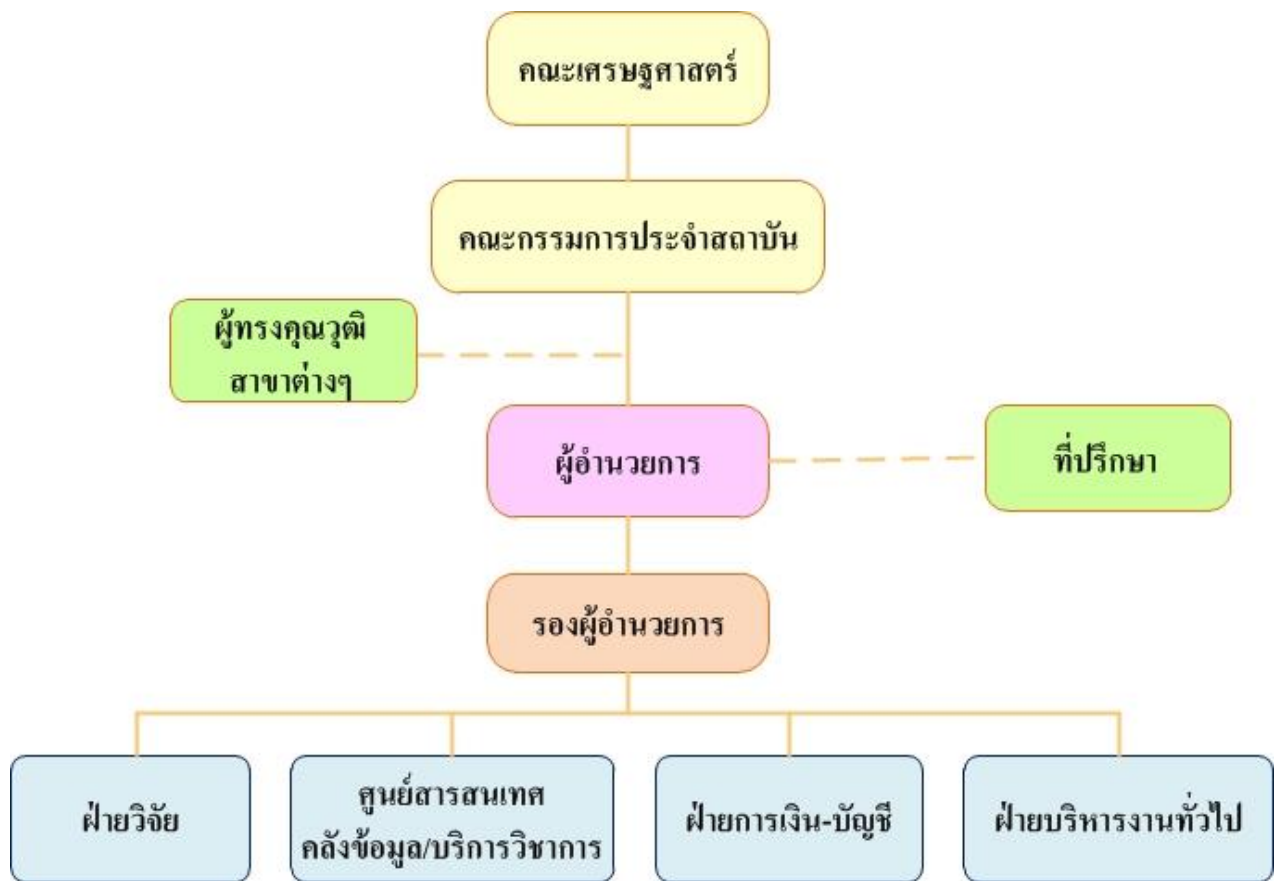 คณะเศรษฐศาสตร์
คณะกรรมการประจำสถาบัน
ผู้ทรงคุณวุฒิ
สาขาต่างๆ
ผู้อำนวยการ
ที่ปรึกษา
รองผู้อำนวยการ
ฝ่ายวิจัย
ศูนย์สารสนเทศ
คลังข้อมูล/บริการวิชาการ
ฝ่ายการเงิน-บัญชี
ฝ่ายบริหารงานทั่วไป